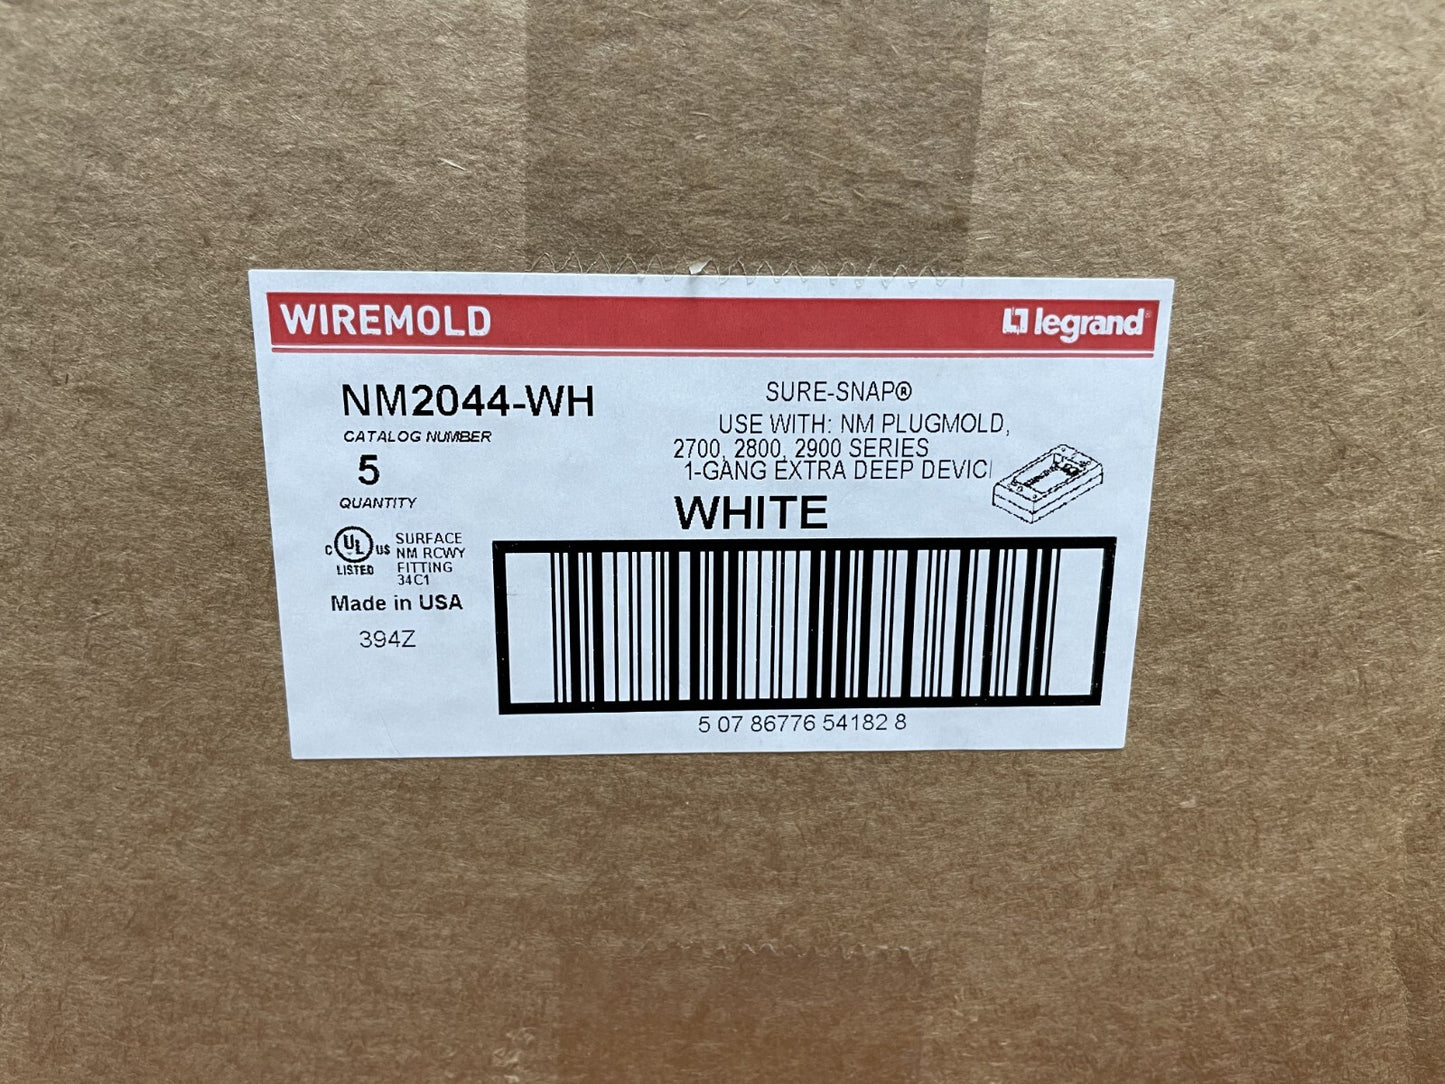 WIREMOLD
legrand®
NM2044-WH
CATALOG NUMBER
5
QUANTITY
C UL US
LISTED
SURFACE
NM RCWY
FITTING
34C1
Made in USA
394Z
SURE-SNAP®
USE WITH: NM PLUGMOLD,
2700, 2800, 2900 SERIES
1-GANG EXTRA DEEP DEVIC
WHITE
5 07 86776 54182 8